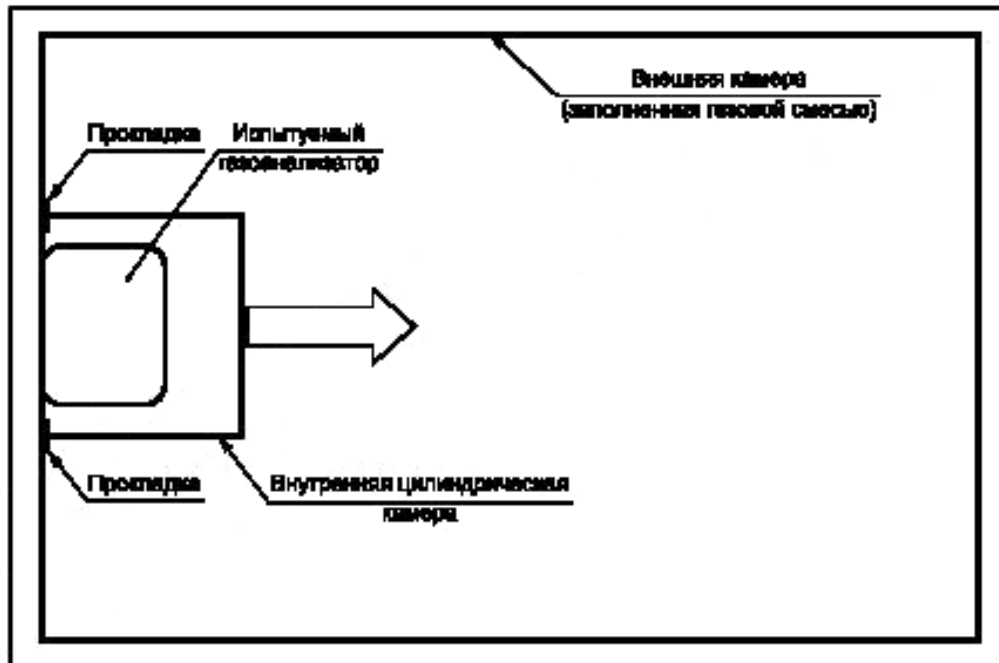 Внешняя камера
(заполненная газовой смесью)
Прокладка
Испытуемый
газоанализатор
Прокладка
Внутренняя цилиндрическая
камера